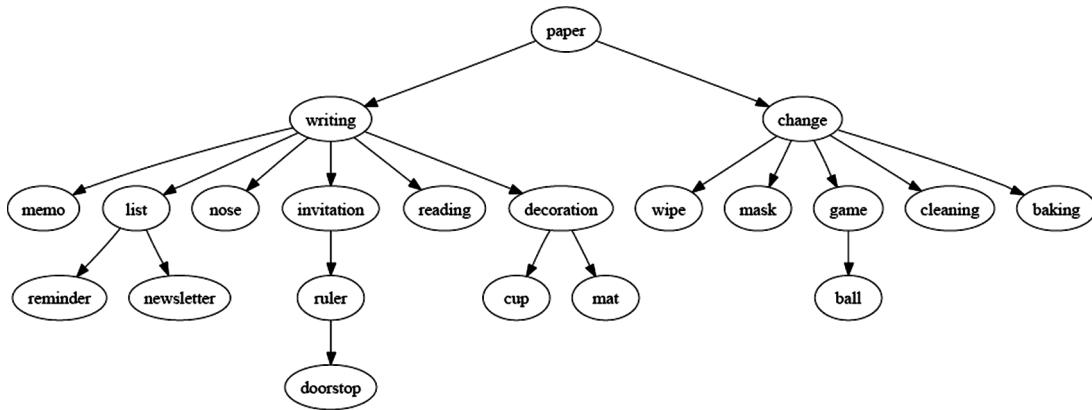 paper
writing change
memo list nose invitation reading decoration wipe mask game cleaning baking
reminder newsletter ruler cup mat ball
doorstop